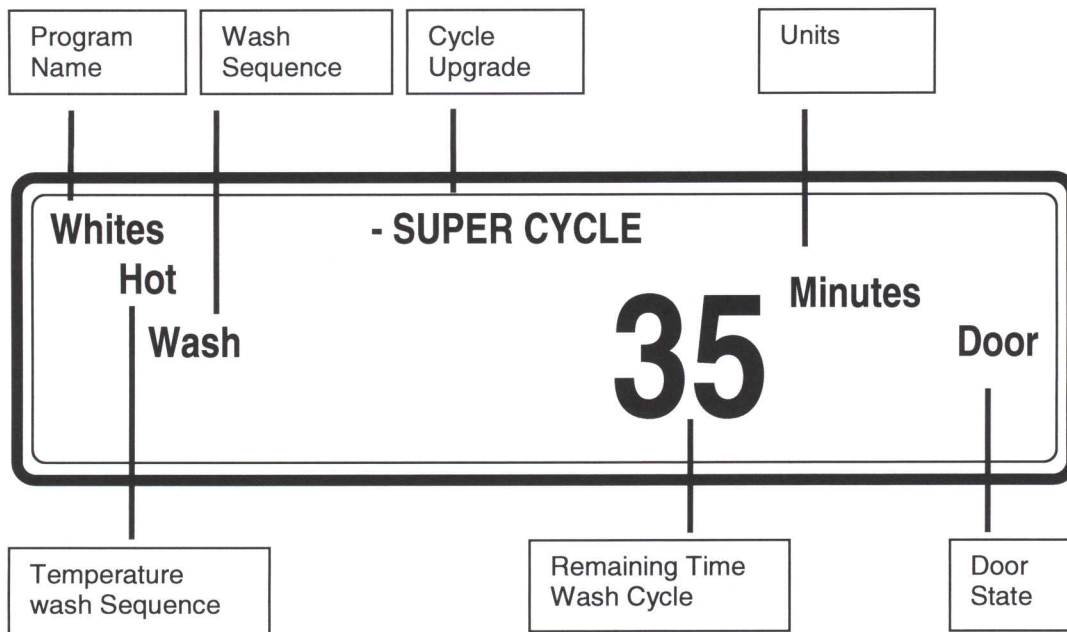 Program
Name
Wash
Sequence
Cycle
Upgrade
Units
Whites
- SUPER CYCLE
Hot
Minutes
Wash
35
Door
Temperature
wash Sequence
Remaining Time
Wash Cycle
Door
State